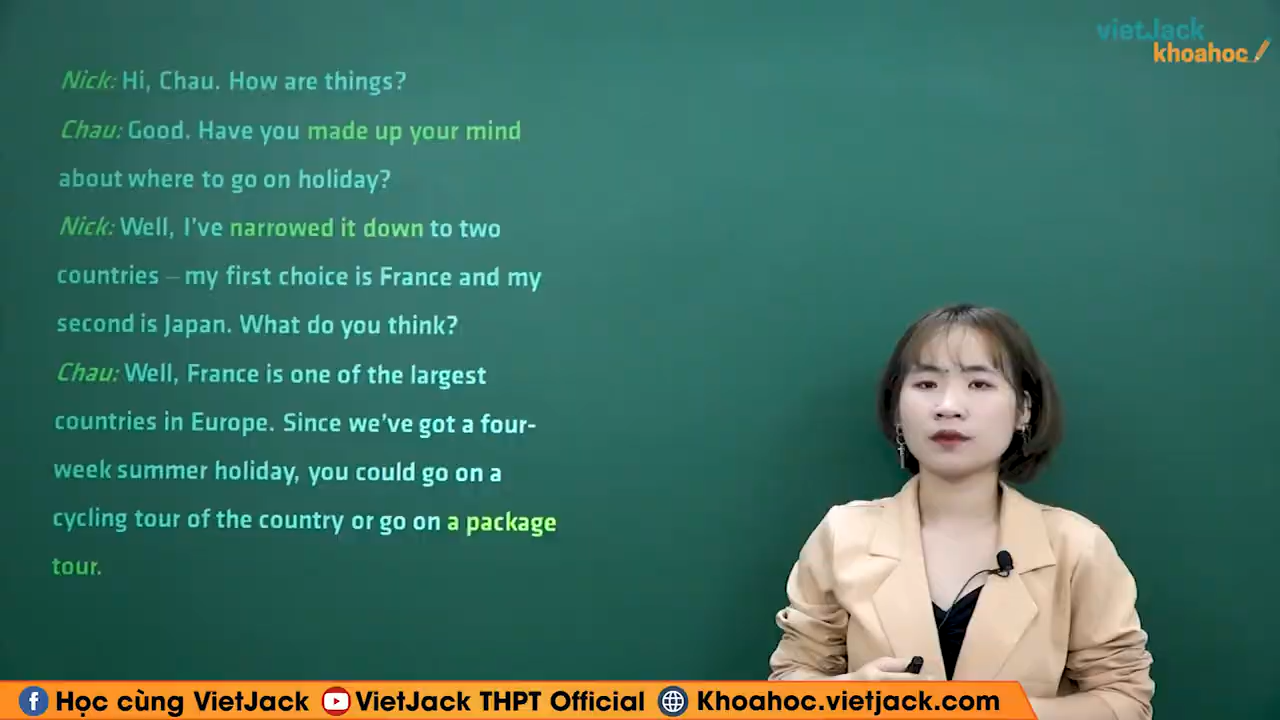 vietJack
khoahoc
Nick: Hi, Chau. How are things?
Chau: Good. Have you made up your mind
about where to go on holiday?
Nick: Well, I've narrowed it down to two
countries – my first choice is France and my
second is Japan. What do you think?
Chau: Well, France is one of the largest
countries in Europe. Since we've got a four-
week summer holiday, you could go on a
cycling tour of the country or go on a package
tour.
Học cùng VietJack VietJack THPT Official Khoahoc.vietjack.com